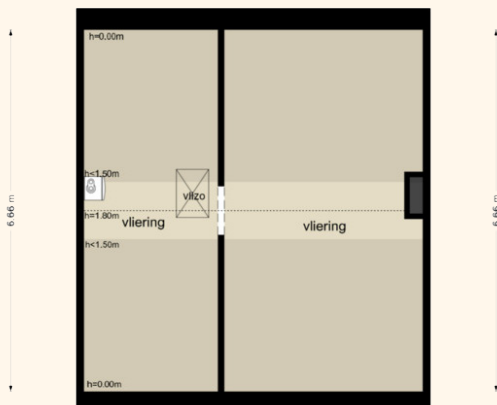 h=0.00m
h<1.50m
vlizo
h=1.80m
vliering
vliering
h<1.50m
6.66 m
6.66 m
h=0.00m